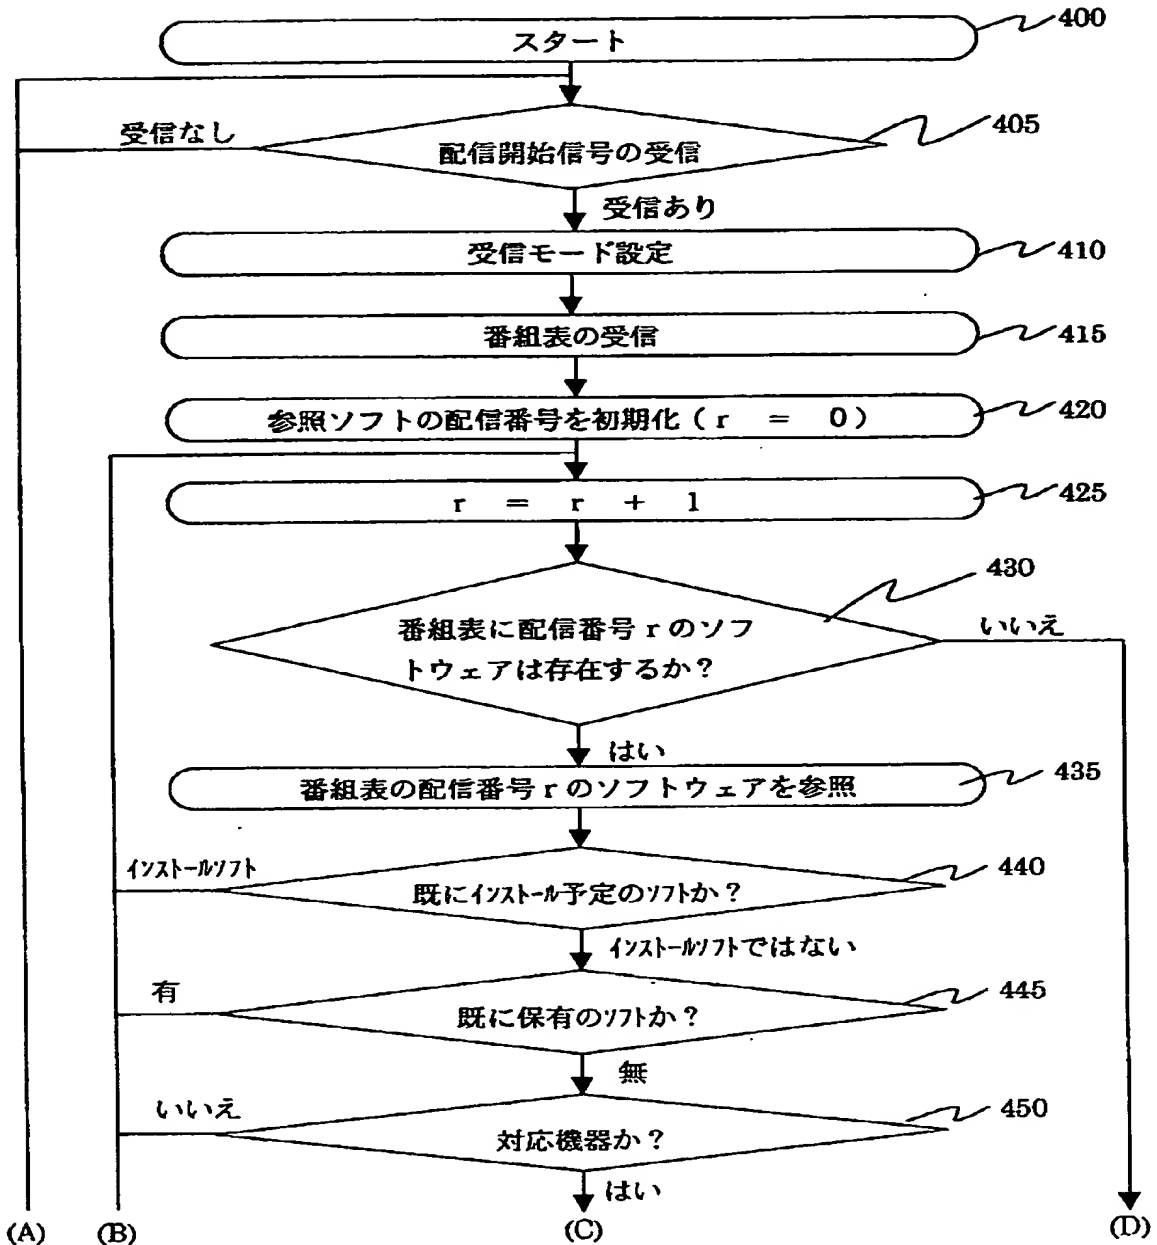 スタート
400
受信なし
配信開始信号の受信
405
受信あり
受信モード設定
410
番組表の受信
415
参照ソフトの配信番号を初期化 ( r = 0 )
420
r = r + 1
425
430
番組表に配信番号 r のソフ
トウェアは存在するか?
いいえ
はい
番組表の配信番号 r のソフトウェアを参照
435
インストールソフト
既にインストール予定のソフトか?
440
インストールソフトではない
有
既に保有のソフトか?
445
無
いいえ
対応機器か?
450
はい
(A)
(B)
(C)
(D)